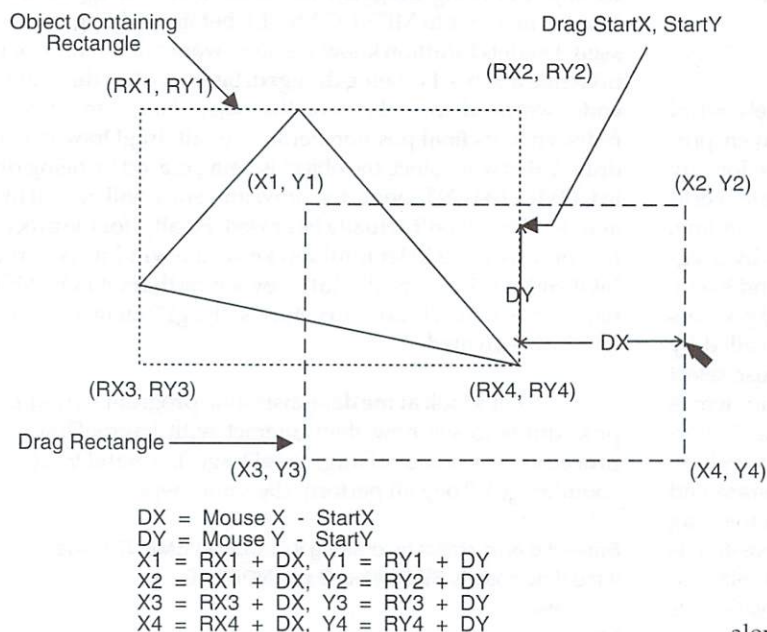 Object Containing
Rectangle
Drag StartX, StartY
(RX1, RY1)
(RX2, RY2)
(X1, Y1)
(X2, Y2)
DY
DX
(RX3, RY3)
(RX4, RY4)
Drag Rectangle
(X3, Y3)
(X4, Y4)
DX = Mouse X - StartX
DY = Mouse Y - StartY
X1 = RX1 + DX, Y1 = RY1 + DY
X2 = RX1 + DX, Y2 = RY2 + DY
X3 = RX3 + DX, Y3 = RY3 + DY
X4 = RX4 + DX, Y4 = RY4 + DY